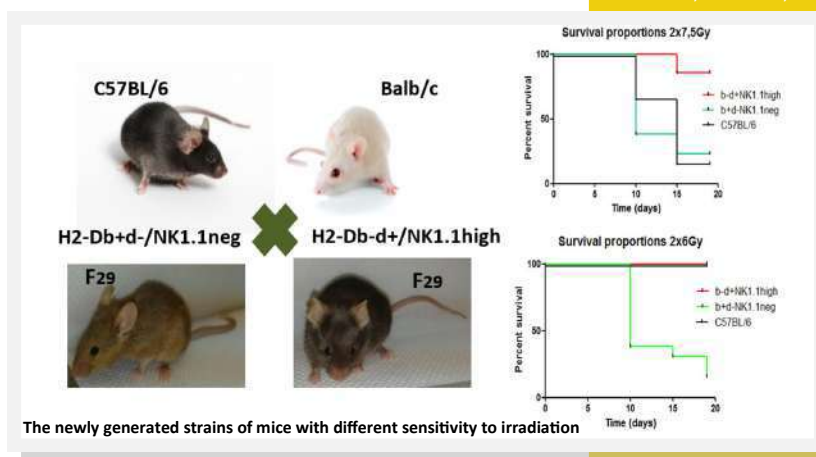 C57BL/6
Balb/c
H2-Db+d-/NK1.1neg
H2-Db-d+/NK1.1high
F29
F29
Survival proportions 2x7,5Gy
Percent survival
100
50
0
0 5 10 15 20
Time (days)
b-d+NK1.1high
b+d-NK1.1neg
C57BL/6
Survival proportions 2x6Gy
Percent survival
100
50
0
0 5 10 15 20
Time (days)
b-d+NK1.1high
b+d-NK1.1neg
C57BL/6
The newly generated strains of mice with different sensitivity to irradiation